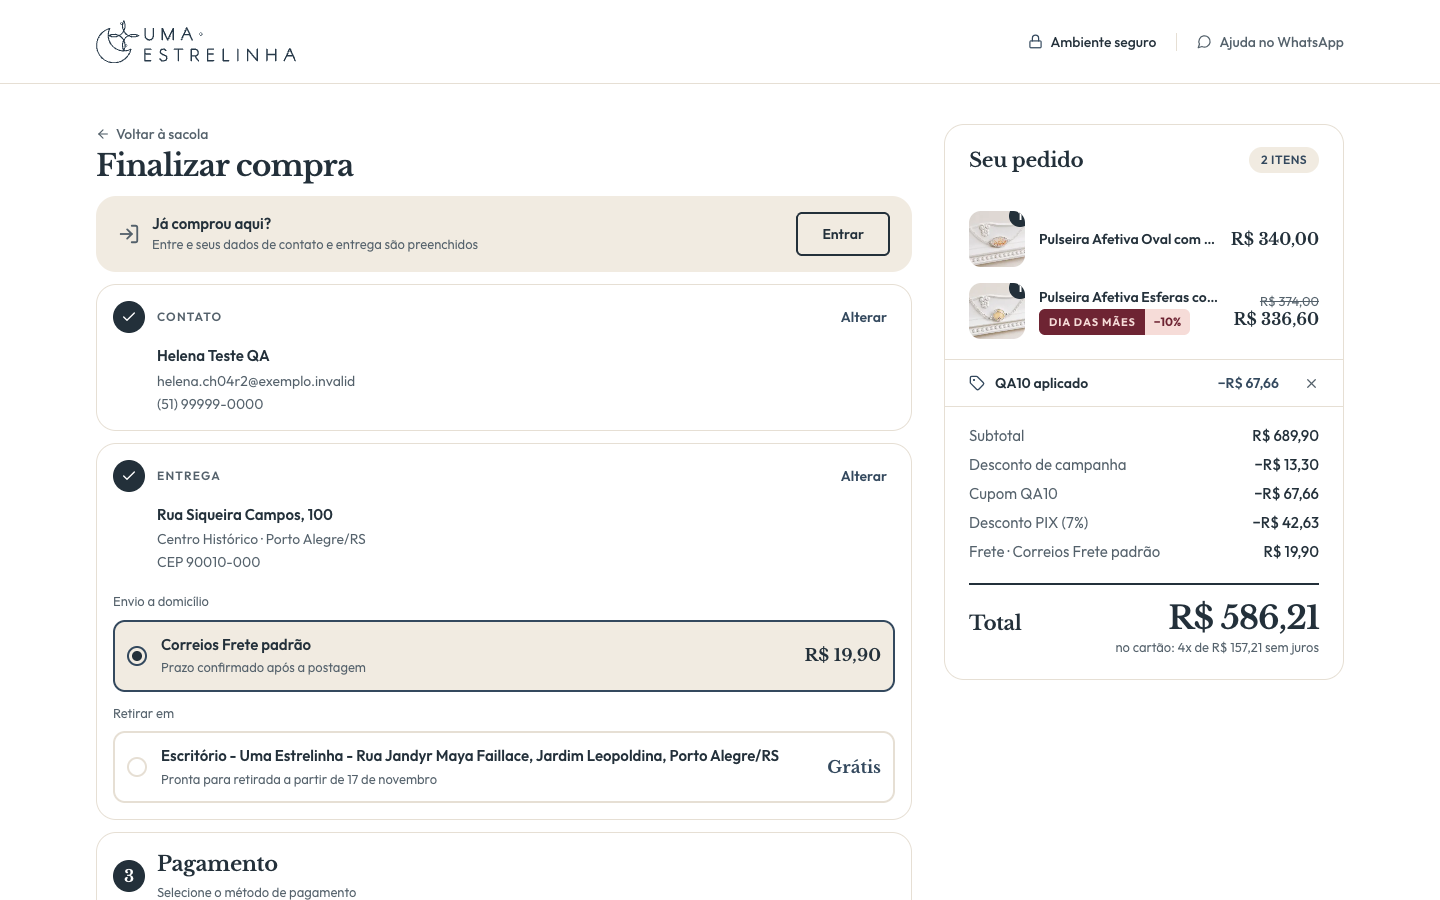 UMA
ESTRELINHA
Ambiente seguro
Ajuda no WhatsApp
Voltar à sacola
Finalizar compra
Já comprou aqui?
Entre e seus dados de contato e entrega são preenchidos
Entrar
CONTATO
Alterar
Helena Teste QA
helena.ch04r2@exemplo.invalid
(51) 99999-0000
ENTREGA
Alterar
Rua Siqueira Campos, 100
Centro Histórico · Porto Alegre/RS
CEP 90010-000
Envio a domicílio
Correios Frete padrão
Prazo confirmado após a postagem
R$ 19,90
Retirar em
Escritório - Uma Estrelinha - Rua Jandyr Maya Faillace, Jardim Leopoldina, Porto Alegre/RS
Pronta para retirada a partir de 17 de novembro
Grátis
3
Pagamento
Selecione o método de pagamento
Seu pedido
2 ITENS
Pulseira Afetiva Oval com ...
R$ 340,00
Pulseira Afetiva Esferas co...
DIA DAS MÃES
−10%
R$ 374,00
R$ 336,60
QA10 aplicado
−R$ 67,66
Subtotal
R$ 689,90
Desconto de campanha
−R$ 13,30
Cupom QA10
−R$ 67,66
Desconto PIX (7%)
−R$ 42,63
Frete · Correios Frete padrão
R$ 19,90
Total
R$ 586,21
no cartão: 4x de R$ 157,21 sem juros